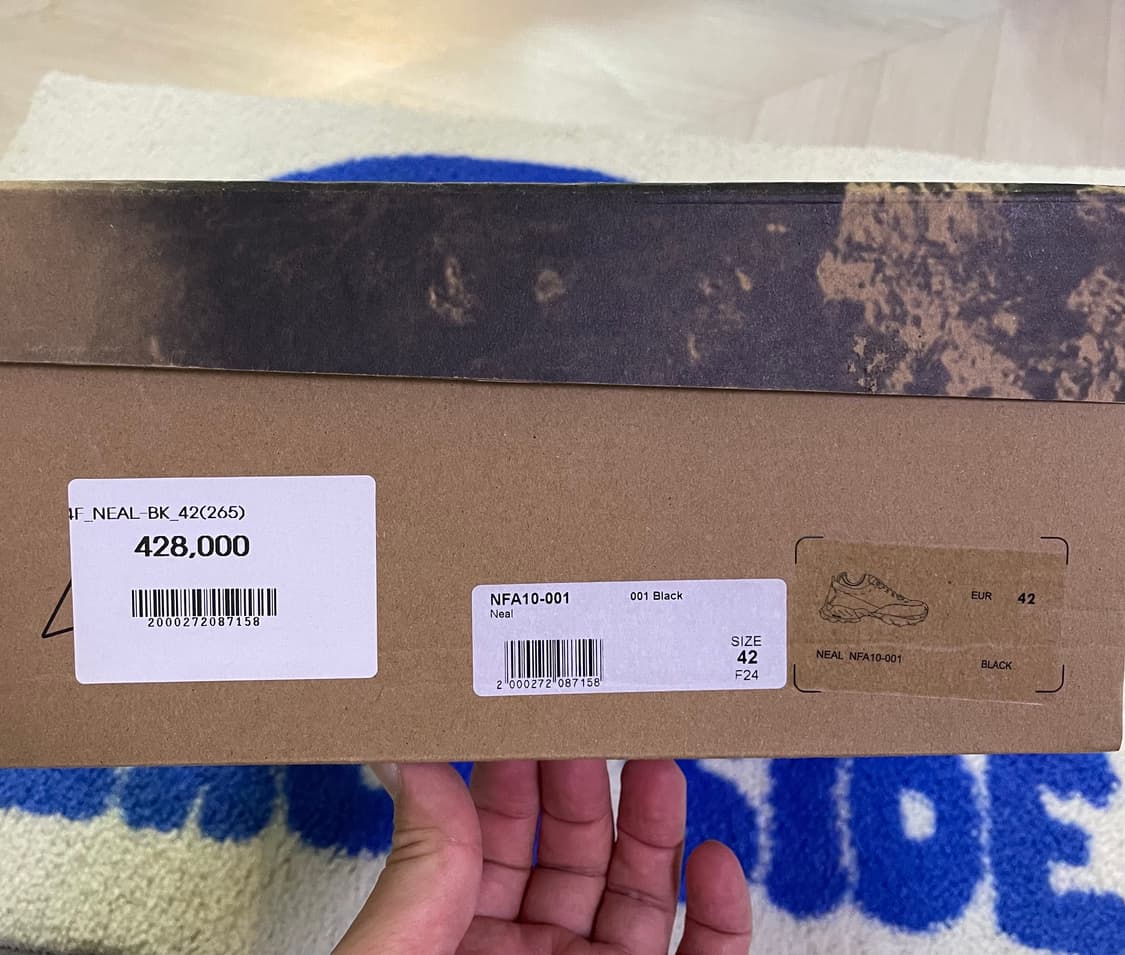 4F_NEAL-BK_42(265)
428,000
2000272087158
NFA10-001 001 Black
Neal
SIZE
42
F24
2 000272 087158
EUR 42
NEAL NFA10-001 BLACK